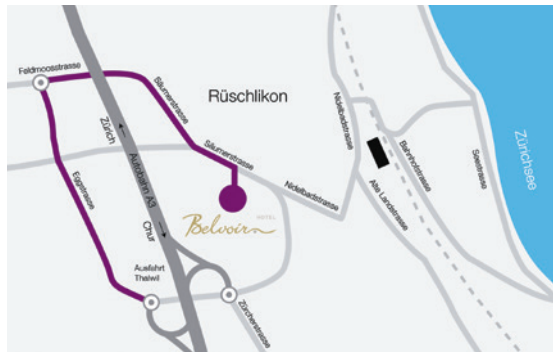 Feldmoosstrasse
Säumerstrasse
Rüschlikon
Zürich
Säumerstrasse
Nidelbadstrasse
Bahnhofstrasse
Seestrasse
Zürichsee
Autobahn A3
Eggstrasse
Nidelbadstrasse
Alte Landstrasse
HOTEL
Belvoir
Chur
Ausfahrt
Thalwil
Zürcherstrasse